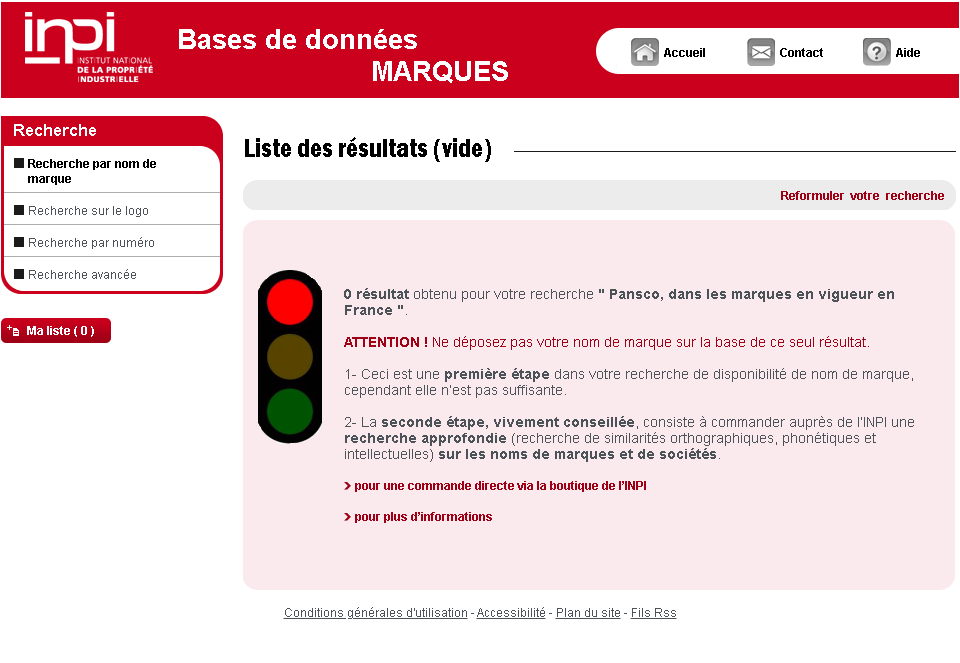 inpi
INSTITUT NATIONAL
DE LA PROPRIÉTÉ
INDUSTRIELLE
Bases de données
MARQUES
Accueil
Contact
Aide
Recherche
Recherche par nom de
marque
Recherche sur le logo
Recherche par numéro
Recherche avancée
Ma liste ( 0 )
Liste des résultats (vide)
Reformuler votre recherche
0 résultat obtenu pour votre recherche " Pansco, dans les marques en vigueur en
France ".
ATTENTION ! Ne déposez pas votre nom de marque sur la base de ce seul résultat.
1- Ceci est une première étape dans votre recherche de disponibilité de nom de marque,
cependant elle n'est pas suffisante.
2- La seconde étape, vivement conseillée, consiste à commander auprès de l'INPI une
recherche approfondie (recherche de similarités orthographiques, phonétiques et
intellectuelles) sur les noms de marques et de sociétés.
> pour une commande directe via la boutique de l'INPI
> pour plus d'informations
Conditions générales d'utilisation - Accessibilité - Plan du site - Fils Rss